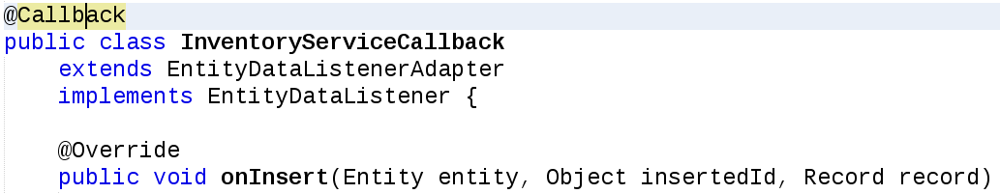 @Callback
public class InventoryServiceCallback
    extends EntityDataListenerAdapter
    implements EntityDataListener {

    @Override
    public void onInsert(Entity entity, Object insertedId, Record record)